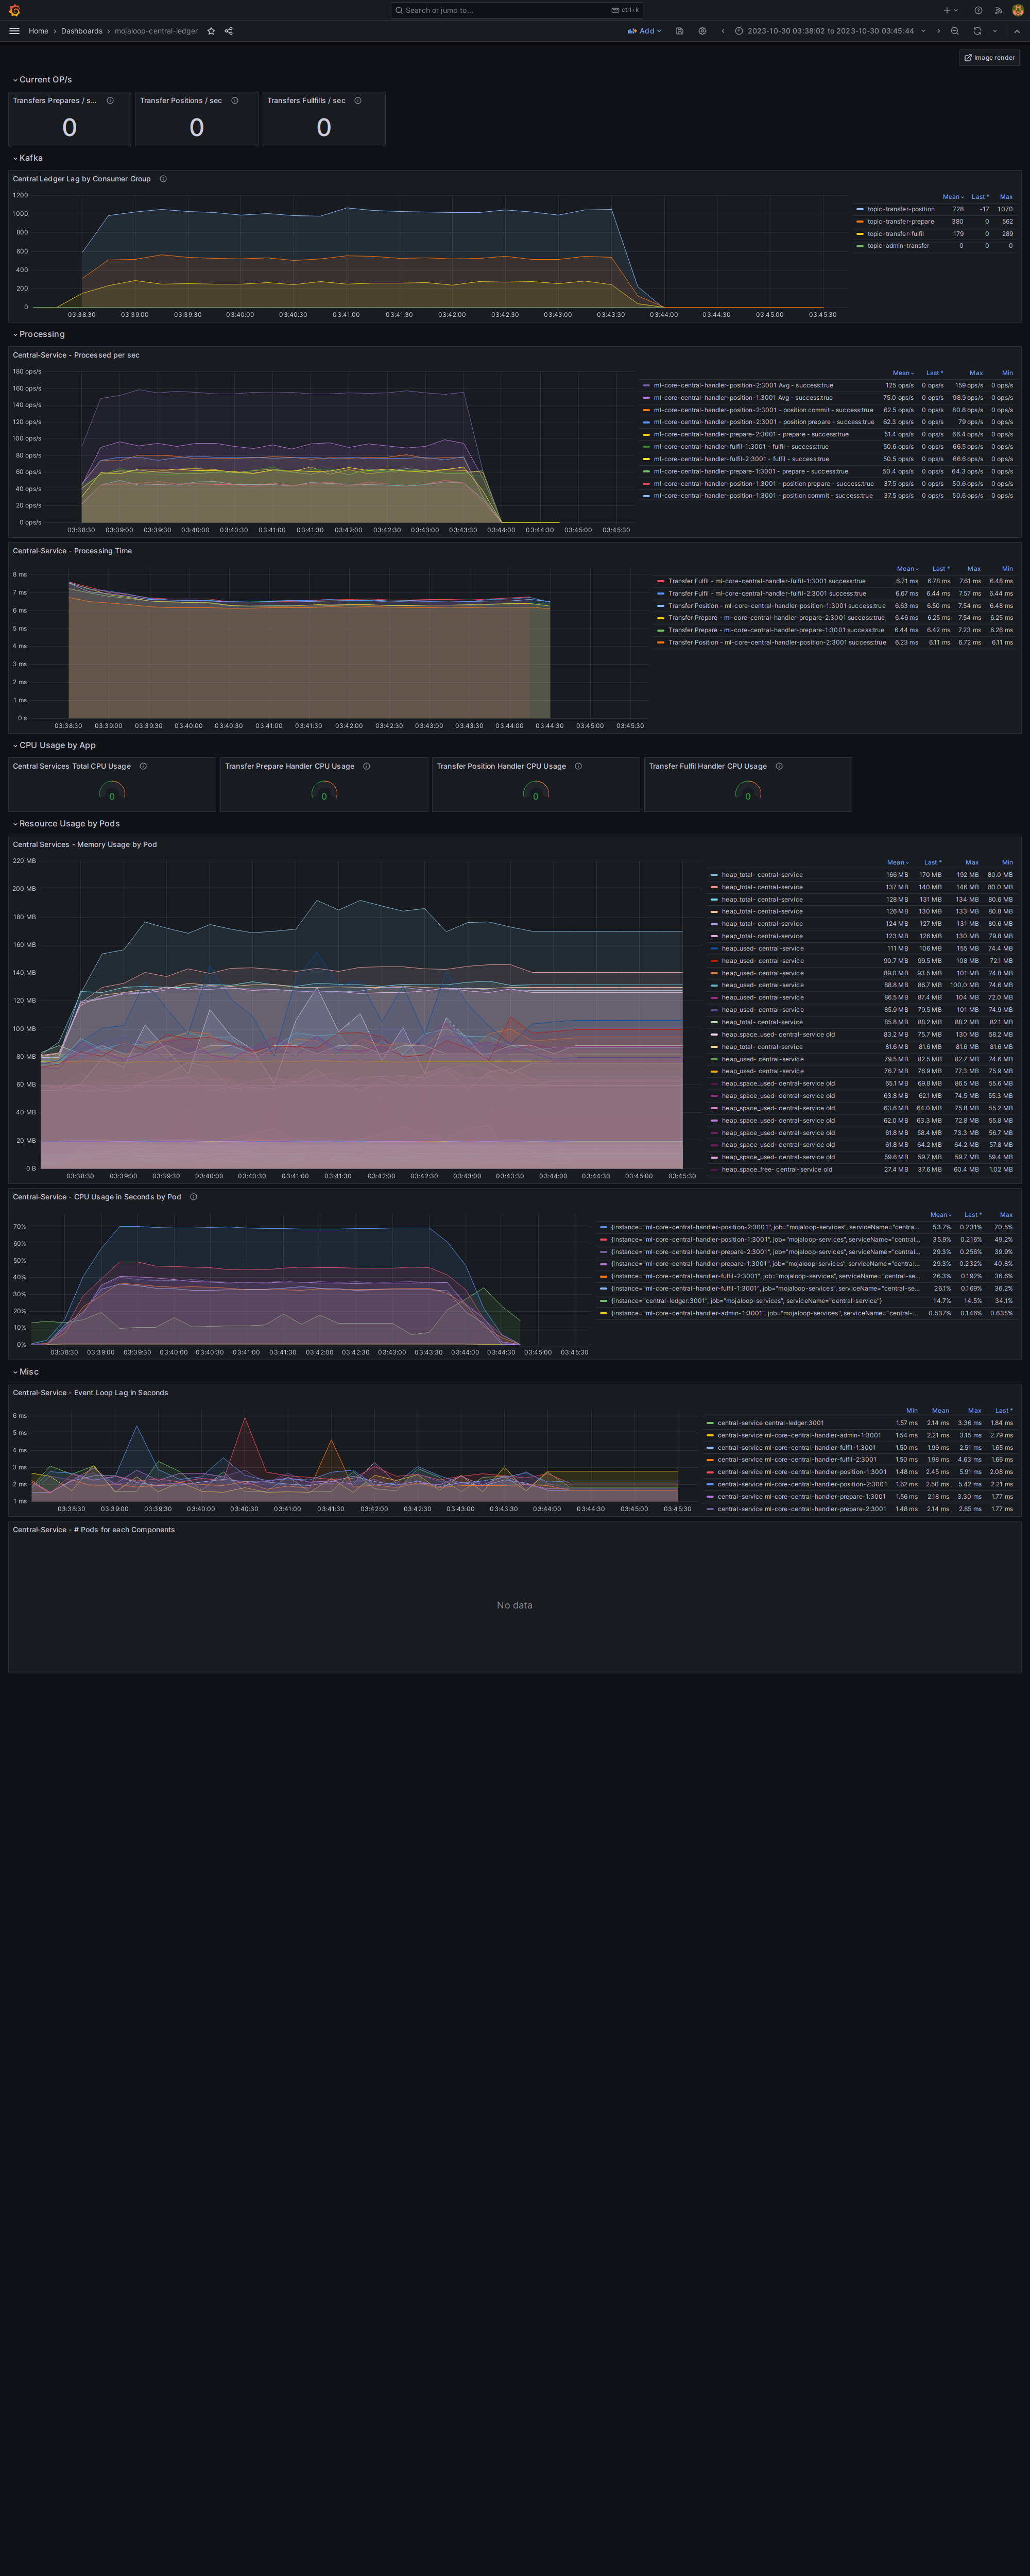 Search or jump to... ctrl+k
Home › Dashboards › mojaloop-central-ledger Add 2023-10-30 03:38:02 to 2023-10-30 03:45:44
Image render
Current OP/s
Transfers Prepares / s... Transfer Positions / sec Transfers Fullfills / sec
0 0 0
Kafka
Central Ledger Lag by Consumer Group
Mean Last * Max
topic-transfer-position 728 -17 1070
topic-transfer-prepare 380 0 562
topic-transfer-fulfil 179 0 289
topic-admin-transfer 0 0 0
1200
1000
800
600
400
200
0
03:38:30 03:39:00 03:39:30 03:40:00 03:40:30 03:41:00 03:41:30 03:42:00 03:42:30 03:43:00 03:43:30 03:44:00 03:44:30 03:45:00 03:45:30
Processing
Central-Service - Processed per sec
180 ops/s
160 ops/s
140 ops/s
120 ops/s
100 ops/s
80 ops/s
60 ops/s
40 ops/s
20 ops/s
0 ops/s
03:38:30 03:39:00 03:39:30 03:40:00 03:40:30 03:41:00 03:41:30 03:42:00 03:42:30 03:43:00 03:43:30 03:44:00 03:44:30 03:45:00 03:45:30
Mean Last * Max Min
ml-core-central-handler-position-2:3001 Avg - success:true 125 ops/s 0 ops/s 159 ops/s 0 ops/s
ml-core-central-handler-position-1:3001 Avg - success:true 75.0 ops/s 0 ops/s 98.9 ops/s 0 ops/s
ml-core-central-handler-position-2:3001 - position commit - success:true 62.5 ops/s 0 ops/s 80.8 ops/s 0 ops/s
ml-core-central-handler-position-2:3001 - position prepare - success:true 62.3 ops/s 0 ops/s 79 ops/s 0 ops/s
ml-core-central-handler-prepare-2:3001 - prepare - success:true 51.4 ops/s 0 ops/s 66.4 ops/s 0 ops/s
ml-core-central-handler-fulfil-1:3001 - fulfil - success:true 50.6 ops/s 0 ops/s 66.5 ops/s 0 ops/s
ml-core-central-handler-fulfil-2:3001 - fulfil - success:true 50.5 ops/s 0 ops/s 66.6 ops/s 0 ops/s
ml-core-central-handler-prepare-1:3001 - prepare - success:true 50.4 ops/s 0 ops/s 64.3 ops/s 0 ops/s
ml-core-central-handler-position-1:3001 - position prepare - success:true 37.5 ops/s 0 ops/s 50.6 ops/s 0 ops/s
ml-core-central-handler-position-1:3001 - position commit - success:true 37.5 ops/s 0 ops/s 50.6 ops/s 0 ops/s
Central-Service - Processing Time
8 ms
7 ms
6 ms
5 ms
4 ms
3 ms
2 ms
1 ms
0 s
03:38:30 03:39:00 03:39:30 03:40:00 03:40:30 03:41:00 03:41:30 03:42:00 03:42:30 03:43:00 03:43:30 03:44:00 03:44:30 03:45:00 03:45:30
Mean Last * Max Min
Transfer Fulfil - ml-core-central-handler-fulfil-1:3001 success:true 6.71 ms 6.78 ms 7.61 ms 6.48 ms
Transfer Fulfil - ml-core-central-handler-fulfil-2:3001 success:true 6.67 ms 6.44 ms 7.57 ms 6.44 ms
Transfer Position - ml-core-central-handler-position-1:3001 success:true 6.63 ms 6.50 ms 7.54 ms 6.48 ms
Transfer Prepare - ml-core-central-handler-prepare-2:3001 success:true 6.46 ms 6.25 ms 7.54 ms 6.25 ms
Transfer Prepare - ml-core-central-handler-prepare-1:3001 success:true 6.44 ms 6.42 ms 7.23 ms 6.26 ms
Transfer Position - ml-core-central-handler-position-2:3001 success:true 6.23 ms 6.11 ms 6.72 ms 6.11 ms
CPU Usage by App
Central Services Total CPU Usage Transfer Prepare Handler CPU Usage Transfer Position Handler CPU Usage Transfer Fulfil Handler CPU Usage
0 0 0 0
Resource Usage by Pods
Central Services - Memory Usage by Pod
220 MB
200 MB
180 MB
160 MB
140 MB
120 MB
100 MB
80 MB
60 MB
40 MB
20 MB
0 B
03:38:30 03:39:00 03:39:30 03:40:00 03:40:30 03:41:00 03:41:30 03:42:00 03:42:30 03:43:00 03:43:30 03:44:00 03:44:30 03:45:00 03:45:30
Mean Last * Max Min
heap_total- central-service 166 MB 170 MB 192 MB 80.0 MB
heap_total- central-service 137 MB 140 MB 146 MB 80.0 MB
heap_total- central-service 128 MB 131 MB 134 MB 80.6 MB
heap_total- central-service 126 MB 130 MB 133 MB 80.8 MB
heap_total- central-service 124 MB 127 MB 131 MB 80.6 MB
heap_total- central-service 123 MB 126 MB 130 MB 79.8 MB
heap_used- central-service 111 MB 106 MB 155 MB 74.4 MB
heap_used- central-service 90.7 MB 99.5 MB 108 MB 72.1 MB
heap_used- central-service 89.0 MB 93.5 MB 101 MB 74.8 MB
heap_used- central-service 88.8 MB 86.7 MB 100.0 MB 74.6 MB
heap_used- central-service 86.5 MB 87.4 MB 104 MB 72.0 MB
heap_used- central-service 85.9 MB 79.5 MB 101 MB 74.9 MB
heap_total- central-service 85.8 MB 88.2 MB 88.2 MB 82.1 MB
heap_space_used- central-service old 83.2 MB 75.7 MB 130 MB 58.2 MB
heap_total- central-service 81.6 MB 81.6 MB 81.6 MB 81.6 MB
heap_used- central-service 79.5 MB 82.5 MB 82.7 MB 74.6 MB
heap_used- central-service 76.7 MB 76.9 MB 77.3 MB 75.9 MB
heap_space_used- central-service old 65.1 MB 69.8 MB 86.5 MB 55.6 MB
heap_space_used- central-service old 63.8 MB 62.1 MB 74.5 MB 55.3 MB
heap_space_used- central-service old 63.6 MB 64.0 MB 75.8 MB 55.2 MB
heap_space_used- central-service old 62.0 MB 63.3 MB 72.8 MB 55.8 MB
heap_space_used- central-service old 61.8 MB 58.4 MB 73.3 MB 56.7 MB
heap_space_used- central-service old 61.8 MB 64.2 MB 64.2 MB 57.8 MB
heap_space_used- central-service old 59.6 MB 59.7 MB 59.7 MB 59.4 MB
heap_space_free- central-service old 27.4 MB 37.6 MB 60.4 MB 1.02 MB
Central-Service - CPU Usage in Seconds by Pod
70%
60%
50%
40%
30%
20%
10%
0%
03:38:30 03:39:00 03:39:30 03:40:00 03:40:30 03:41:00 03:41:30 03:42:00 03:42:30 03:43:00 03:43:30 03:44:00 03:44:30 03:45:00 03:45:30
Mean Last * Max
{instance="ml-core-central-handler-position-2:3001", job="mojaloop-services", serviceName="centra... 53.7% 0.231% 70.5%
{instance="ml-core-central-handler-position-1:3001", job="mojaloop-services", serviceName="central... 35.9% 0.216% 49.2%
{instance="ml-core-central-handler-prepare-2:3001", job="mojaloop-services", serviceName="centra... 29.3% 0.256% 39.9%
{instance="ml-core-central-handler-prepare-1:3001", job="mojaloop-services", serviceName="central... 29.3% 0.232% 40.8%
{instance="ml-core-central-handler-fulfil-2:3001", job="mojaloop-services", serviceName="central-se... 26.3% 0.192% 36.6%
{instance="ml-core-central-handler-fulfil-1:3001", job="mojaloop-services", serviceName="central-se... 26.1% 0.169% 36.2%
{instance="central-ledger:3001", job="mojaloop-services", serviceName="central-service"} 14.7% 14.5% 34.1%
{instance="ml-core-central-handler-admin-1:3001", job="mojaloop-services", serviceName="central-... 0.537% 0.146% 0.635%
Misc
Central-Service - Event Loop Lag in Seconds
6 ms
5 ms
4 ms
3 ms
2 ms
1 ms
03:38:30 03:39:00 03:39:30 03:40:00 03:40:30 03:41:00 03:41:30 03:42:00 03:42:30 03:43:00 03:43:30 03:44:00 03:44:30 03:45:00 03:45:30
Min Mean Max Last *
central-service central-ledger:3001 1.57 ms 2.14 ms 3.36 ms 1.84 ms
central-service ml-core-central-handler-admin-1:3001 1.54 ms 2.21 ms 3.15 ms 2.79 ms
central-service ml-core-central-handler-fulfil-1:3001 1.50 ms 1.99 ms 2.51 ms 1.65 ms
central-service ml-core-central-handler-fulfil-2:3001 1.50 ms 1.98 ms 4.63 ms 1.66 ms
central-service ml-core-central-handler-position-1:3001 1.48 ms 2.45 ms 5.91 ms 2.08 ms
central-service ml-core-central-handler-position-2:3001 1.62 ms 2.50 ms 5.42 ms 2.21 ms
central-service ml-core-central-handler-prepare-1:3001 1.56 ms 2.18 ms 3.30 ms 1.77 ms
central-service ml-core-central-handler-prepare-2:3001 1.48 ms 2.14 ms 2.85 ms 1.77 ms
Central-Service - # Pods for each Components
No data